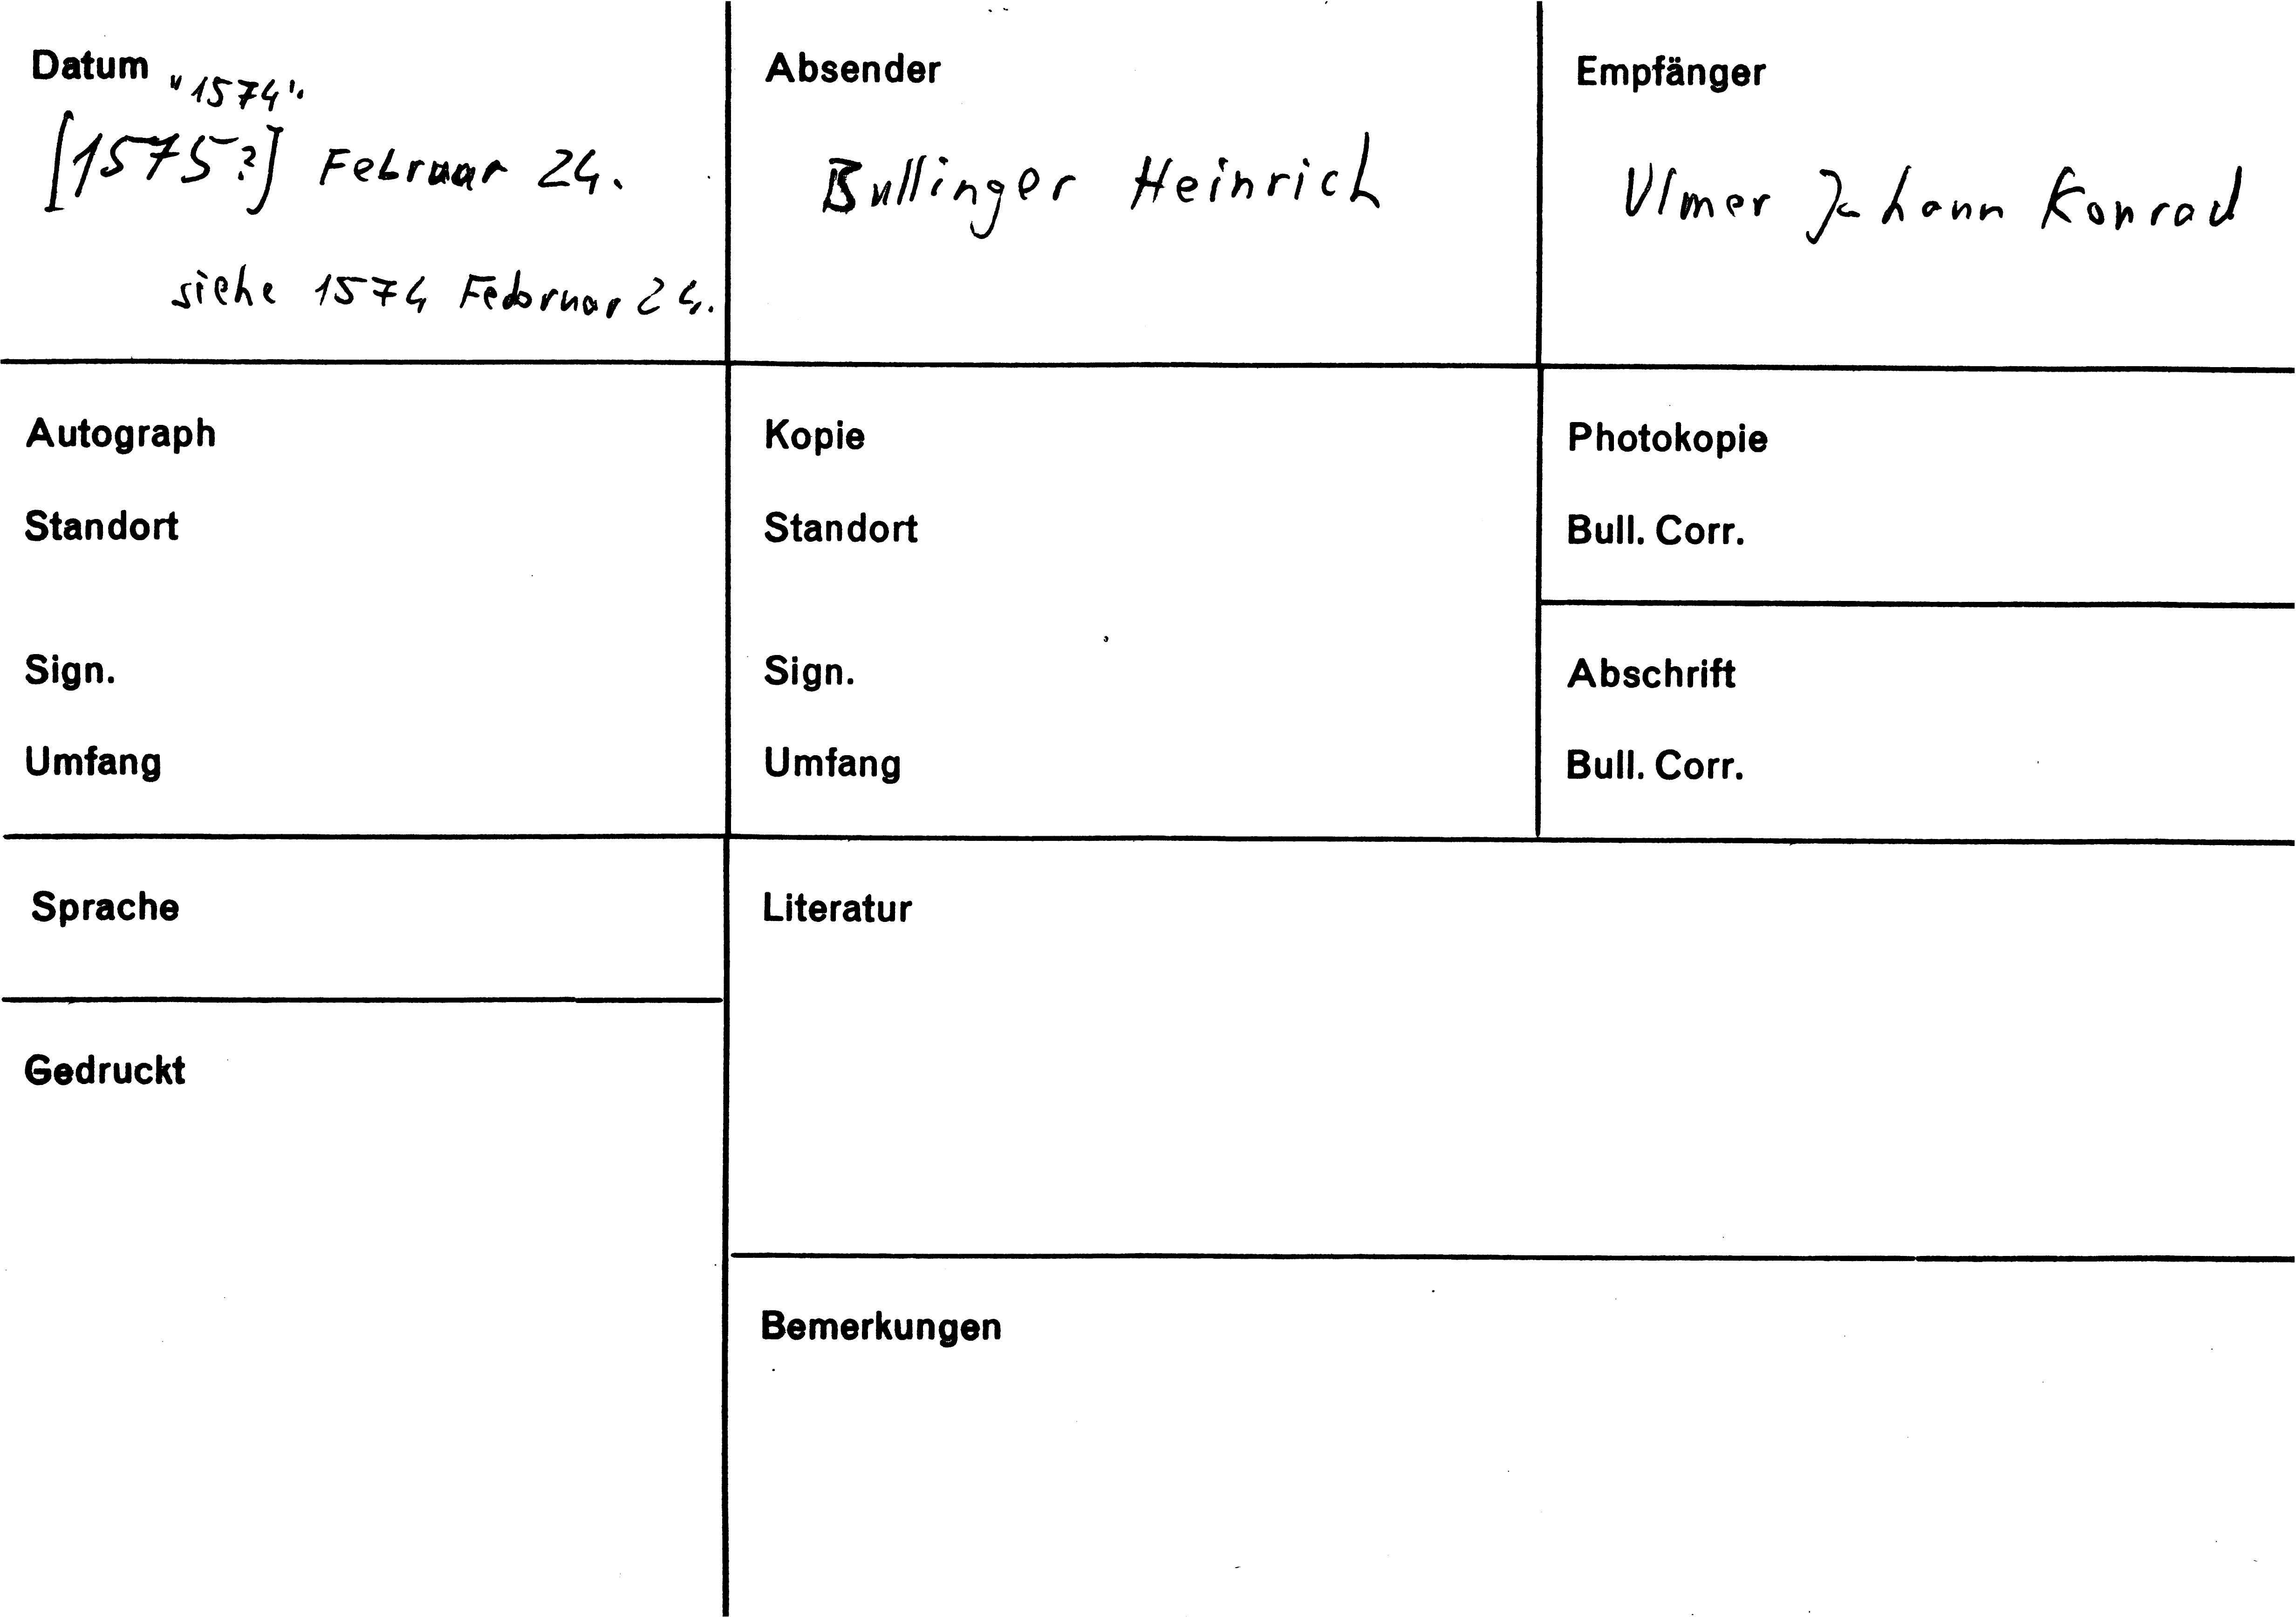 Datum "1574".
[1575?] Februar 24.
siehe 1574 Februar 24.
Absender
Bullinger Heinrich
Empfänger
Ulmer Johann Konrad
Autograph
Standort
Sign.
Umfang
Kopie
Standort
Sign.
Umfang
Photokopie
Bull. Corr.
Abschrift
Bull. Corr.
Sprache
Gedruckt
Literatur
Bemerkungen